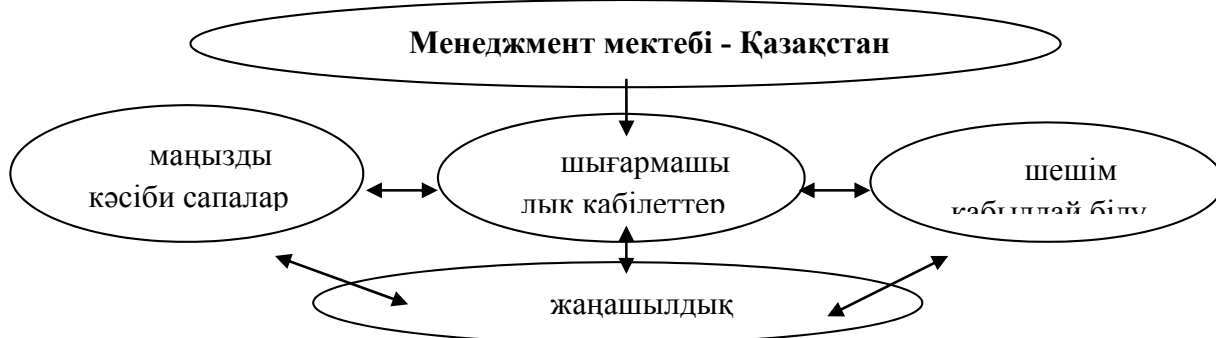 Менеджмент мектебі - Қазақстан
маңызды
кәсіби сапалар
шығармашы
лық қабілеттер
шешім
қабылдай білу
жаңашылдық